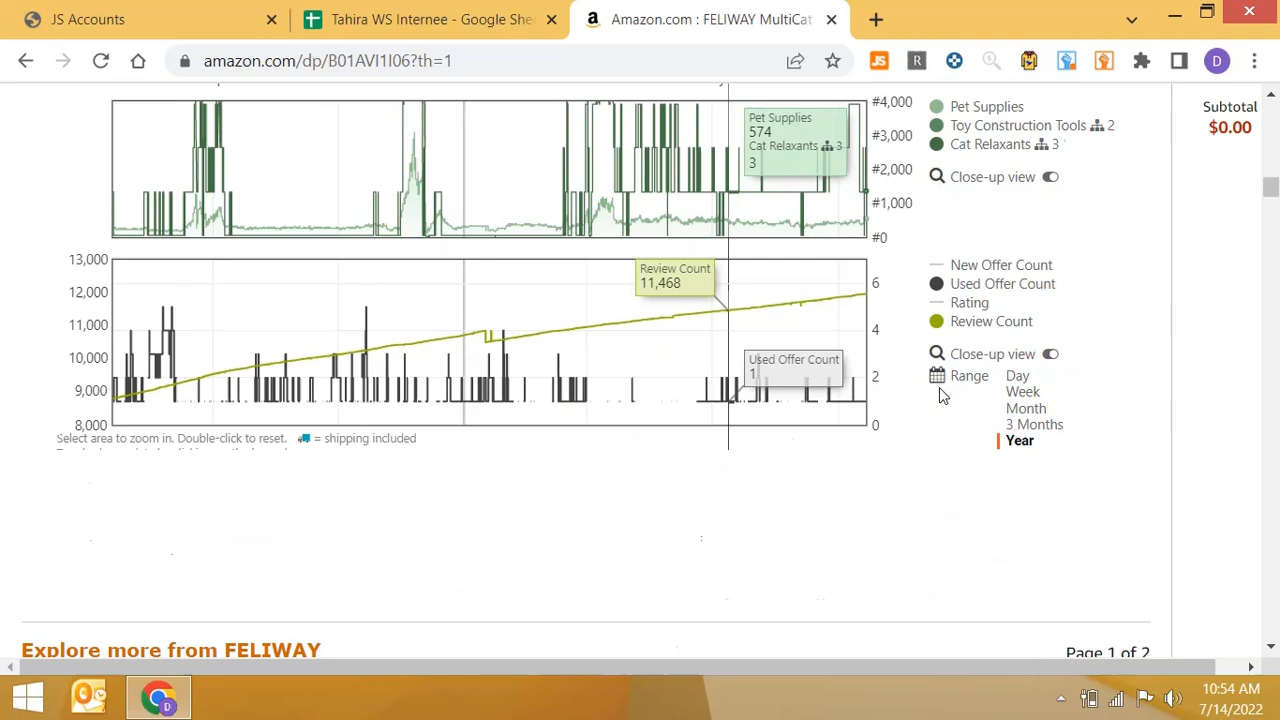 JS Accounts
Tahira WS Internee - Google She
Amazon.com : FELIWAY MultiCat
amazon.com/dp/B01AVI1I06?th=1
JS
R
D
Subtotal
$0.00
#4,000
#3,000
#2,000
#1,000
#0
Pet Supplies
574
Cat Relaxants 3
3
Pet Supplies
Toy Construction Tools 2
Cat Relaxants 3
Close-up view
13,000
12,000
11,000
10,000
9,000
8,000
6
4
2
0
Review Count
11,468
Used Offer Count
1
New Offer Count
Used Offer Count
Rating
Review Count
Close-up view
Range
Day
Week
Month
3 Months
Year
Select area to zoom in. Double-click to reset. = shipping included
Explore more from FELIWAY
Page 1 of 2
D
10:54 AM
7/14/2022